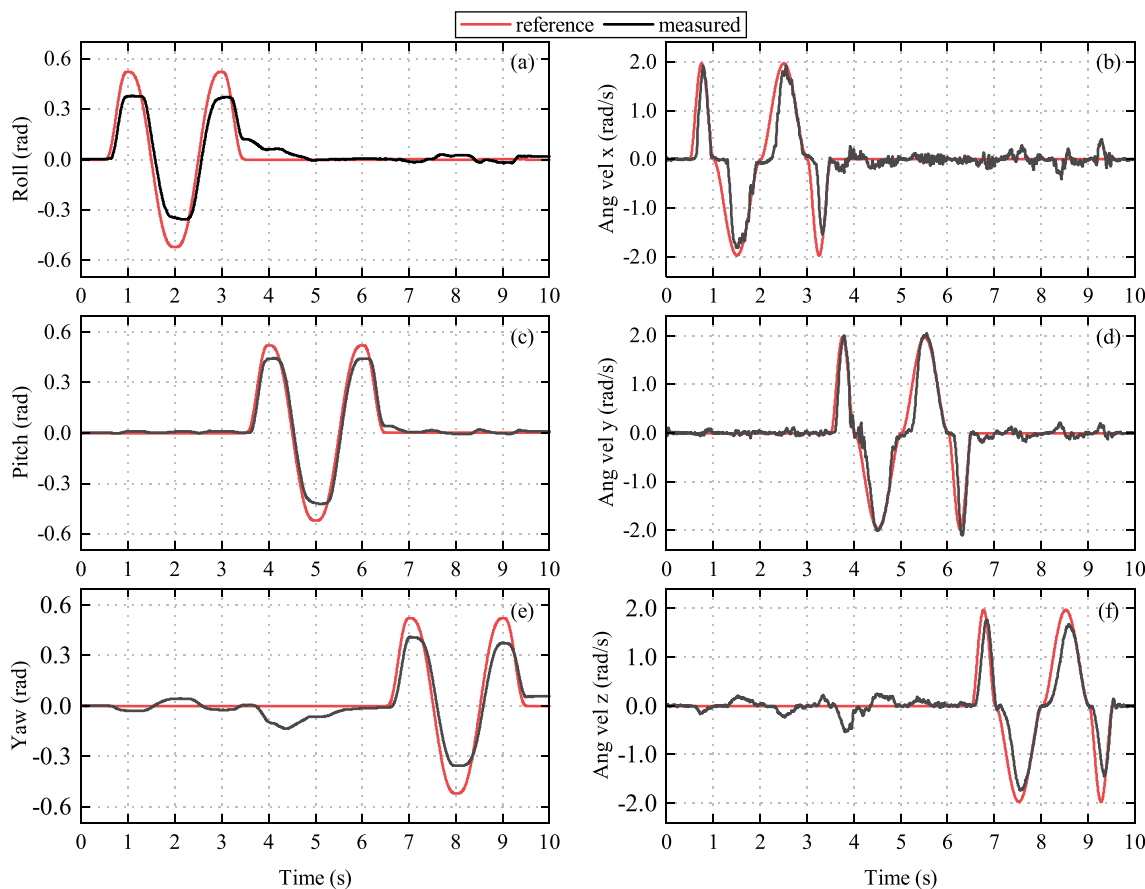 reference measured
(a)
Roll (rad)
0.6
0.3
0.0
-0.3
-0.6
0 1 2 3 4 5 6 7 8 9 10
(b)
Ang vel x (rad/s)
2.0
1.0
0.0
-1.0
-2.0
0 1 2 3 4 5 6 7 8 9 10
(c)
Pitch (rad)
0.6
0.3
0.0
-0.3
-0.6
0 1 2 3 4 5 6 7 8 9 10
(d)
Ang vel y (rad/s)
2.0
1.0
0.0
-1.0
-2.0
0 1 2 3 4 5 6 7 8 9 10
(e)
Yaw (rad)
0.6
0.3
0.0
-0.3
-0.6
0 1 2 3 4 5 6 7 8 9 10
Time (s)
(f)
Ang vel z (rad/s)
2.0
1.0
0.0
-1.0
-2.0
0 1 2 3 4 5 6 7 8 9 10
Time (s)